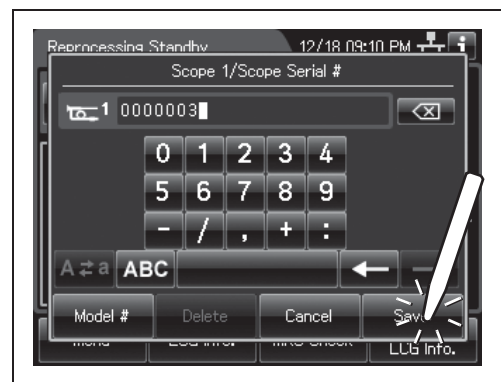 Reprocessing Standby 12/18 09:10 PM i
Scope 1/Scope Serial #
1 0000003
0 1 2 3 4
5 6 7 8 9
- / , + :
A⇄a ABC ←
Model # Delete Cancel Save
LCG Info.